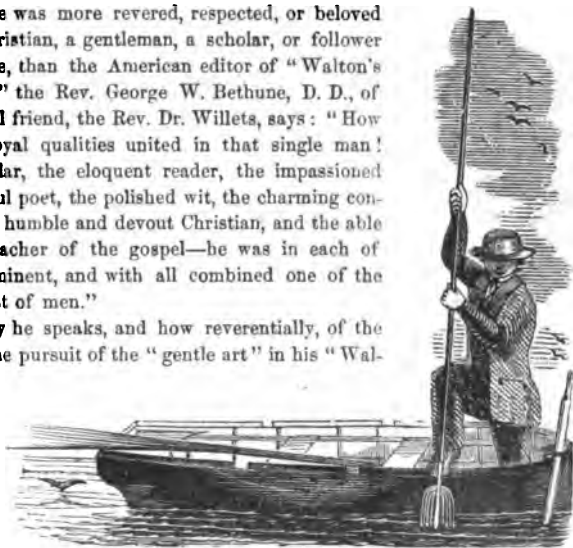 e was more revered, respected, or beloved
ristian, a gentleman, a scholar, or follower
e, than the American editor of "Walton's
" the Rev. George W. Bethune, D. D., of
l friend, the Rev. Dr. Willets, says: "How
oyal qualities united in that single man!
lar, the eloquent reader, the impassioned
ul poet, the polished wit, the charming con-
humble and devout Christian, and the able
acher of the gospel—he was in each of
minent, and with all combined one of the
t of men."
y he speaks, and how reverentially, of the
he pursuit of the "gentle art" in his "Wal-